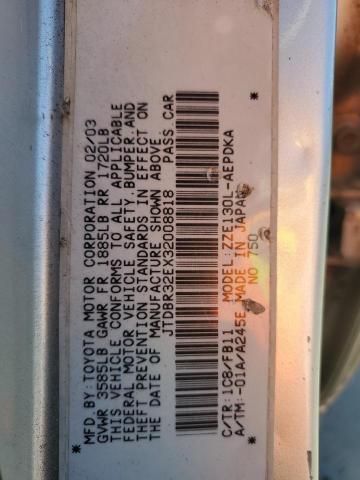 MFD.BY:TOYOTA MOTOR CORPORATION 02/03
GVWR 3585LB GAWR FR 1885LB RR 1720LB
THIS VEHICLE CONFORMS TO ALL APPLICABLE
FEDERAL MOTOR VEHICLE SAFETY, BUMPER, AND
THEFT PREVENTION STANDARDS IN EFFECT ON
THE DATE OF MANUFACTURE SHOWN ABOVE.
JTDBR32EX32008818 PASS CAR
*
*
C/TR:1C8/FB11 MODEL:ZZE130L-AEPDKA
A/TM:-01A/A245E MADE IN JAPAN
NO 750